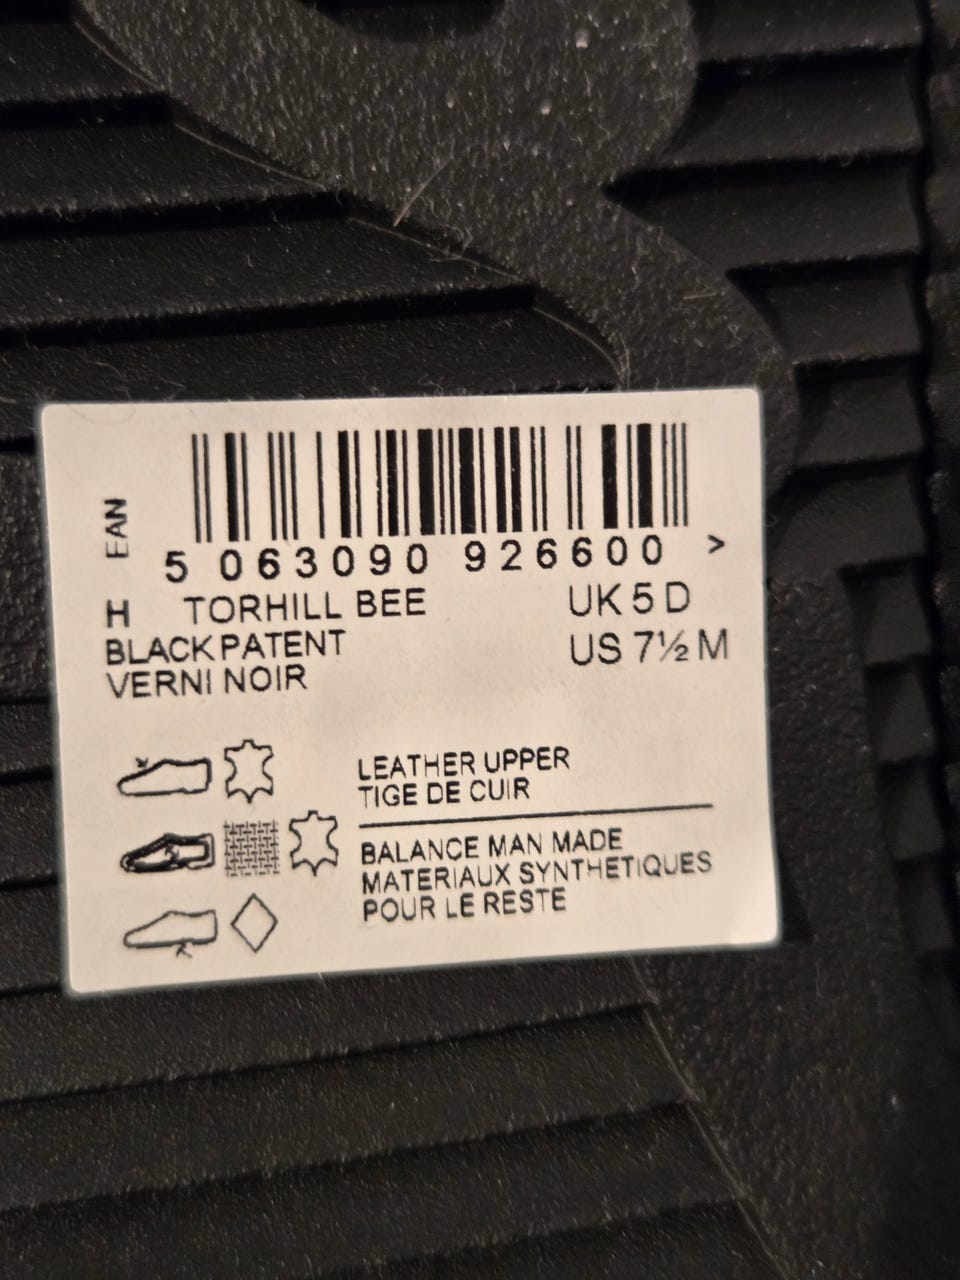 EAN
5 063090 926600 >
H TORHILL BEE UK 5 D
BLACK PATENT US 7½ M
VERNI NOIR
LEATHER UPPER
TIGE DE CUIR
BALANCE MAN MADE
MATERIAUX SYNTHETIQUES
POUR LE RESTE